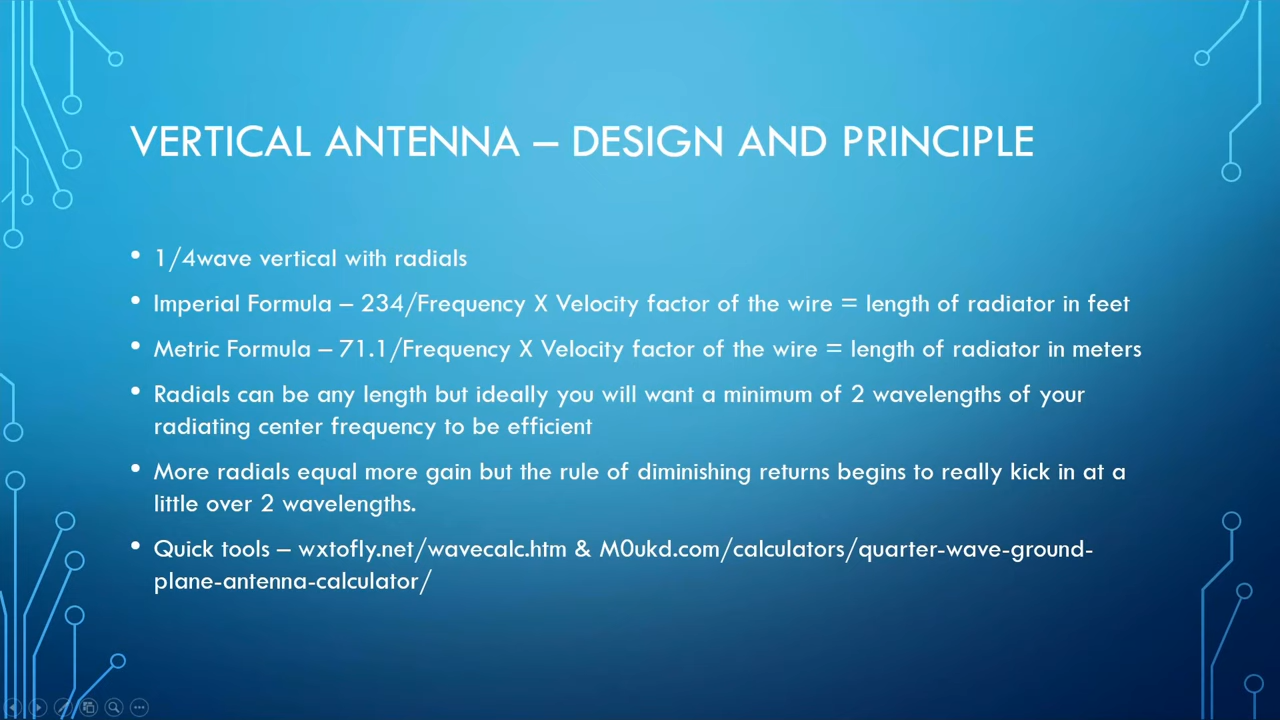 VERTICAL ANTENNA – DESIGN AND PRINCIPLE
• 1/4wave vertical with radials
• Imperial Formula – 234/Frequency X Velocity factor of the wire = length of radiator in feet
• Metric Formula – 71.1/Frequency X Velocity factor of the wire = length of radiator in meters
• Radials can be any length but ideally you will want a minimum of 2 wavelengths of your
radiating center frequency to be efficient
• More radials equal more gain but the rule of diminishing returns begins to really kick in at a
little over 2 wavelengths.
• Quick tools – wxtofly.net/wavecalc.htm & M0ukd.com/calculators/quarter-wave-ground-
plane-antenna-calculator/